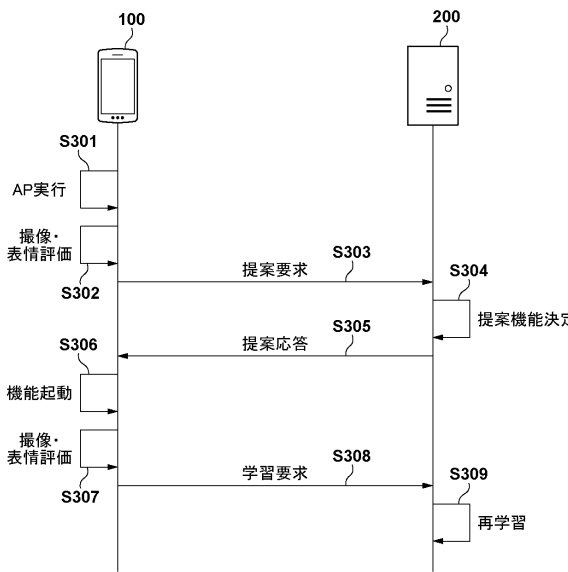 100
200
S301
AP実行
撮像・
表情評価
S302
提案要求
S303
S304
提案機能決定
提案応答
S305
S306
機能起動
撮像・
表情評価
S307
学習要求
S308
S309
再学習